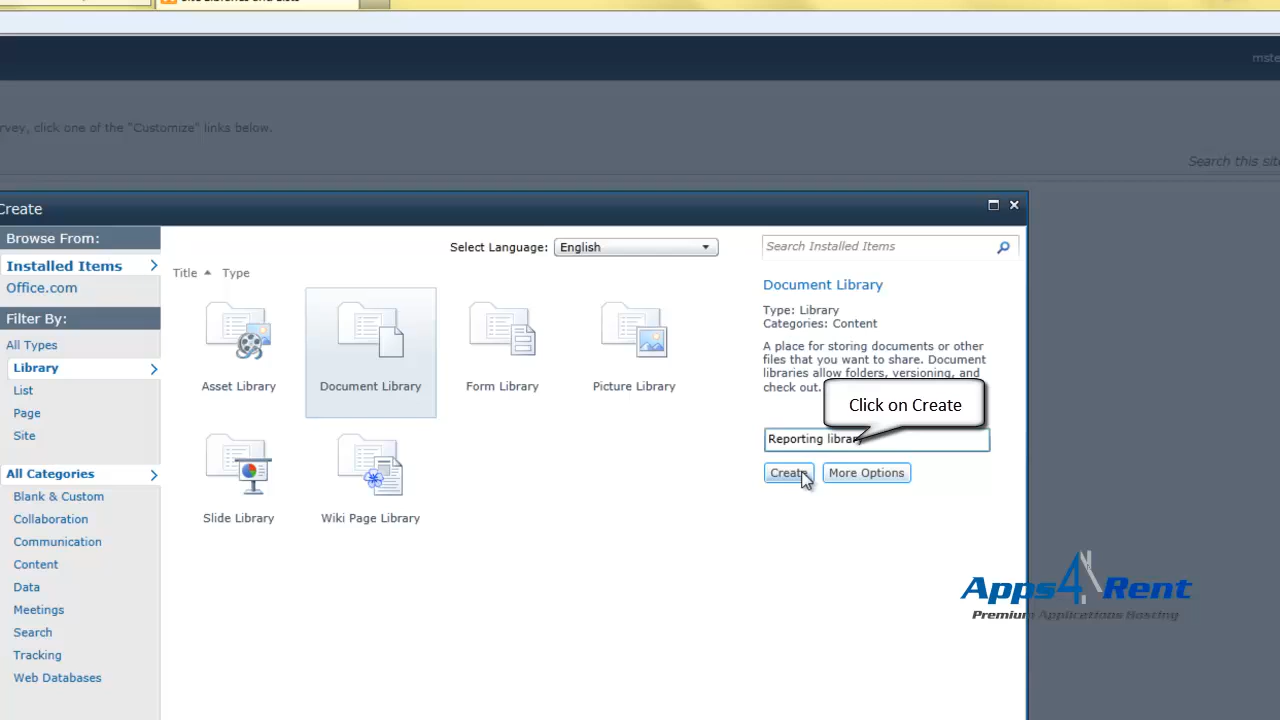 Site Libraries and Lists
rvey, click one of the "Customize" links below.
Search this site
Create
Browse From:
Installed Items
Office.com
Filter By:
All Types
Library
List
Page
Site
All Categories
Blank & Custom
Collaboration
Communication
Content
Data
Meetings
Search
Tracking
Web Databases
Select Language: English
Title Type
Asset Library
Document Library
Form Library
Picture Library
Slide Library
Wiki Page Library
Search Installed Items
Document Library
Type: Library
Categories: Content
A place for storing documents or other
files that you want to share. Document
libraries allow folders, versioning, and
check out.
Click on Create
Reporting library
Create More Options
Apps4Rent
Premium Applications Hosting